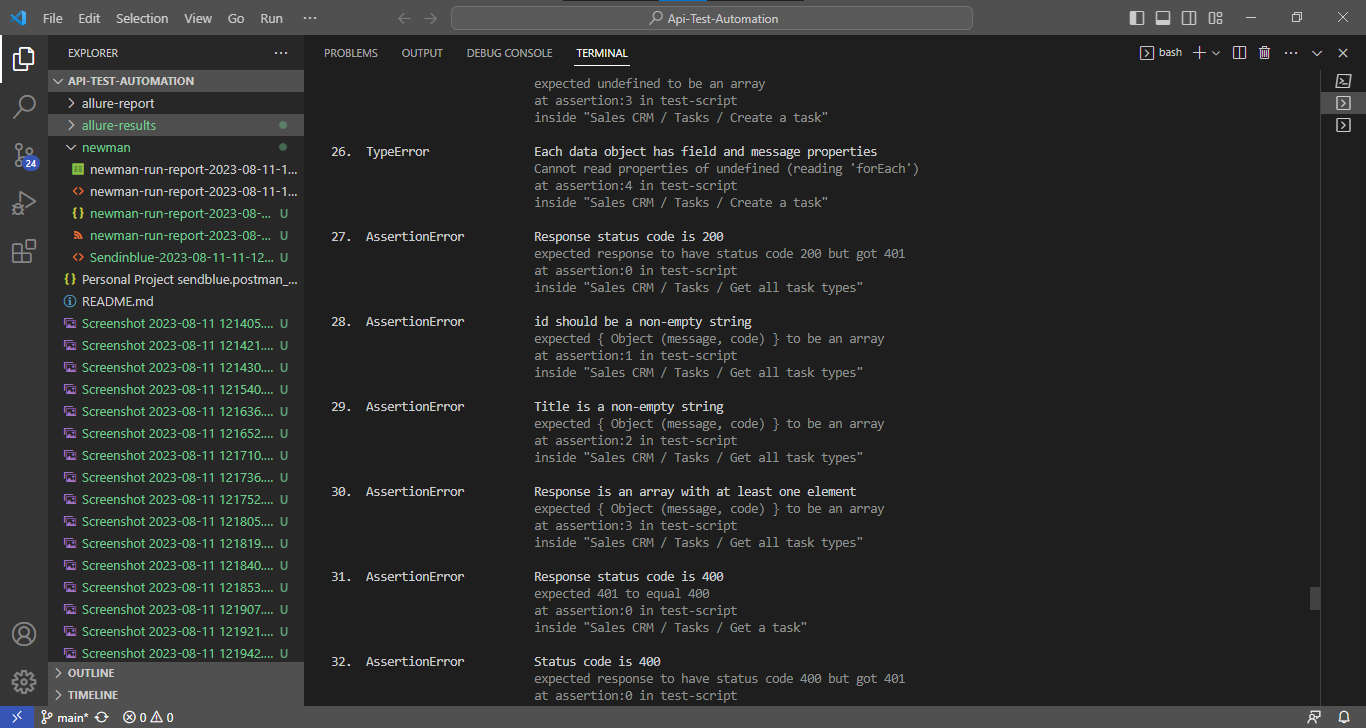 File Edit Selection View Go Run ···
Api-Test-Automation
EXPLORER
API-TEST-AUTOMATION
allure-report
allure-results
newman
newman-run-report-2023-08-11-1...
newman-run-report-2023-08-11-1...
newman-run-report-2023-08-... U
newman-run-report-2023-08-... U
Sendinblue-2023-08-11-11-12... U
Personal Project sendblue.postman_...
README.md
Screenshot 2023-08-11 121405.... U
Screenshot 2023-08-11 121421.... U
Screenshot 2023-08-11 121430.... U
Screenshot 2023-08-11 121540.... U
Screenshot 2023-08-11 121636.... U
Screenshot 2023-08-11 121652.... U
Screenshot 2023-08-11 121710.... U
Screenshot 2023-08-11 121736.... U
Screenshot 2023-08-11 121752.... U
Screenshot 2023-08-11 121805.... U
Screenshot 2023-08-11 121819.... U
Screenshot 2023-08-11 121840.... U
Screenshot 2023-08-11 121853.... U
Screenshot 2023-08-11 121907.... U
Screenshot 2023-08-11 121921.... U
Screenshot 2023-08-11 121942.... U
OUTLINE
TIMELINE
24
PROBLEMS OUTPUT DEBUG CONSOLE TERMINAL
bash
expected undefined to be an array
at assertion:3 in test-script
inside "Sales CRM / Tasks / Create a task"
26. TypeError Each data object has field and message properties
Cannot read properties of undefined (reading 'forEach')
at assertion:4 in test-script
inside "Sales CRM / Tasks / Create a task"
27. AssertionError Response status code is 200
expected response to have status code 200 but got 401
at assertion:0 in test-script
inside "Sales CRM / Tasks / Get all task types"
28. AssertionError id should be a non-empty string
expected { Object (message, code) } to be an array
at assertion:1 in test-script
inside "Sales CRM / Tasks / Get all task types"
29. AssertionError Title is a non-empty string
expected { Object (message, code) } to be an array
at assertion:2 in test-script
inside "Sales CRM / Tasks / Get all task types"
30. AssertionError Response is an array with at least one element
expected { Object (message, code) } to be an array
at assertion:3 in test-script
inside "Sales CRM / Tasks / Get all task types"
31. AssertionError Response status code is 400
expected 401 to equal 400
at assertion:0 in test-script
inside "Sales CRM / Tasks / Get a task"
32. AssertionError Status code is 400
expected response to have status code 400 but got 401
at assertion:0 in test-script
main* 0 0